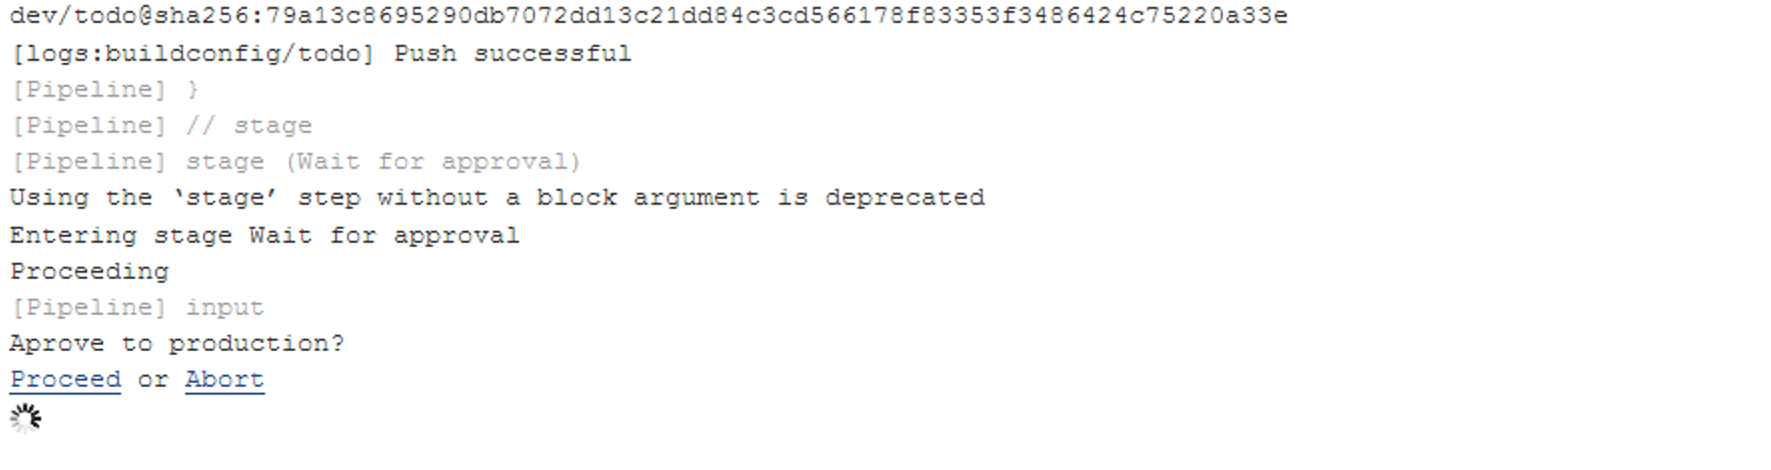 dev/todo@sha256:79a13c8695290db7072dd13c21dd84c3cd566178f83353f3486424c75220a33e
[logs:buildconfig/todo] Push successful
[Pipeline] }
[Pipeline] // stage
[Pipeline] stage (Wait for approval)
Using the ‘stage’ step without a block argument is deprecated
Entering stage Wait for approval
Proceeding
[Pipeline] input
Aprove to production?
Proceed or Abort